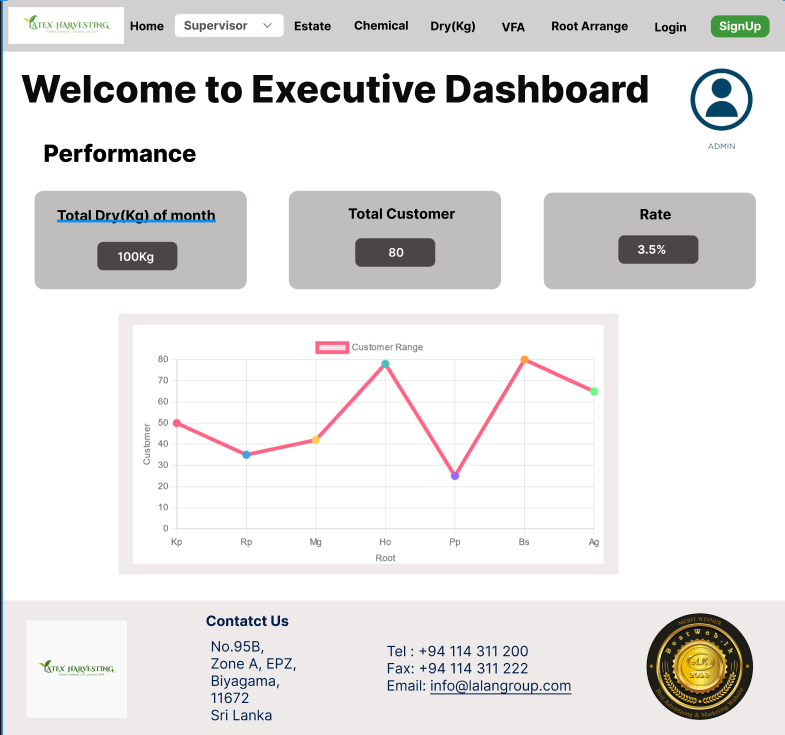 LATEX HARVESTING
Home
Supervisor
Estate
Chemical
Dry(Kg)
VFA
Root Arrange
Login
SignUp
Welcome to Executive Dashboard
ADMIN
Performance
Total Dry(Kg) of month
100Kg
Total Customer
80
Rate
3.5%
Customer Range
80
70
60
50
40
30
20
10
0
Customer
Kp Rp Mg Ho Pp Bs Ag
Root
LATEX HARVESTING
Contatct Us
No.95B,
Zone A, EPZ,
Biyagama,
11672
Sri Lanka
Tel : +94 114 311 200
Fax: +94 114 311 222
Email: info@lalangroup.com
MERIT WINNER
BestWeb.lk
.LK
2023
Best Advertising & Marketing Website